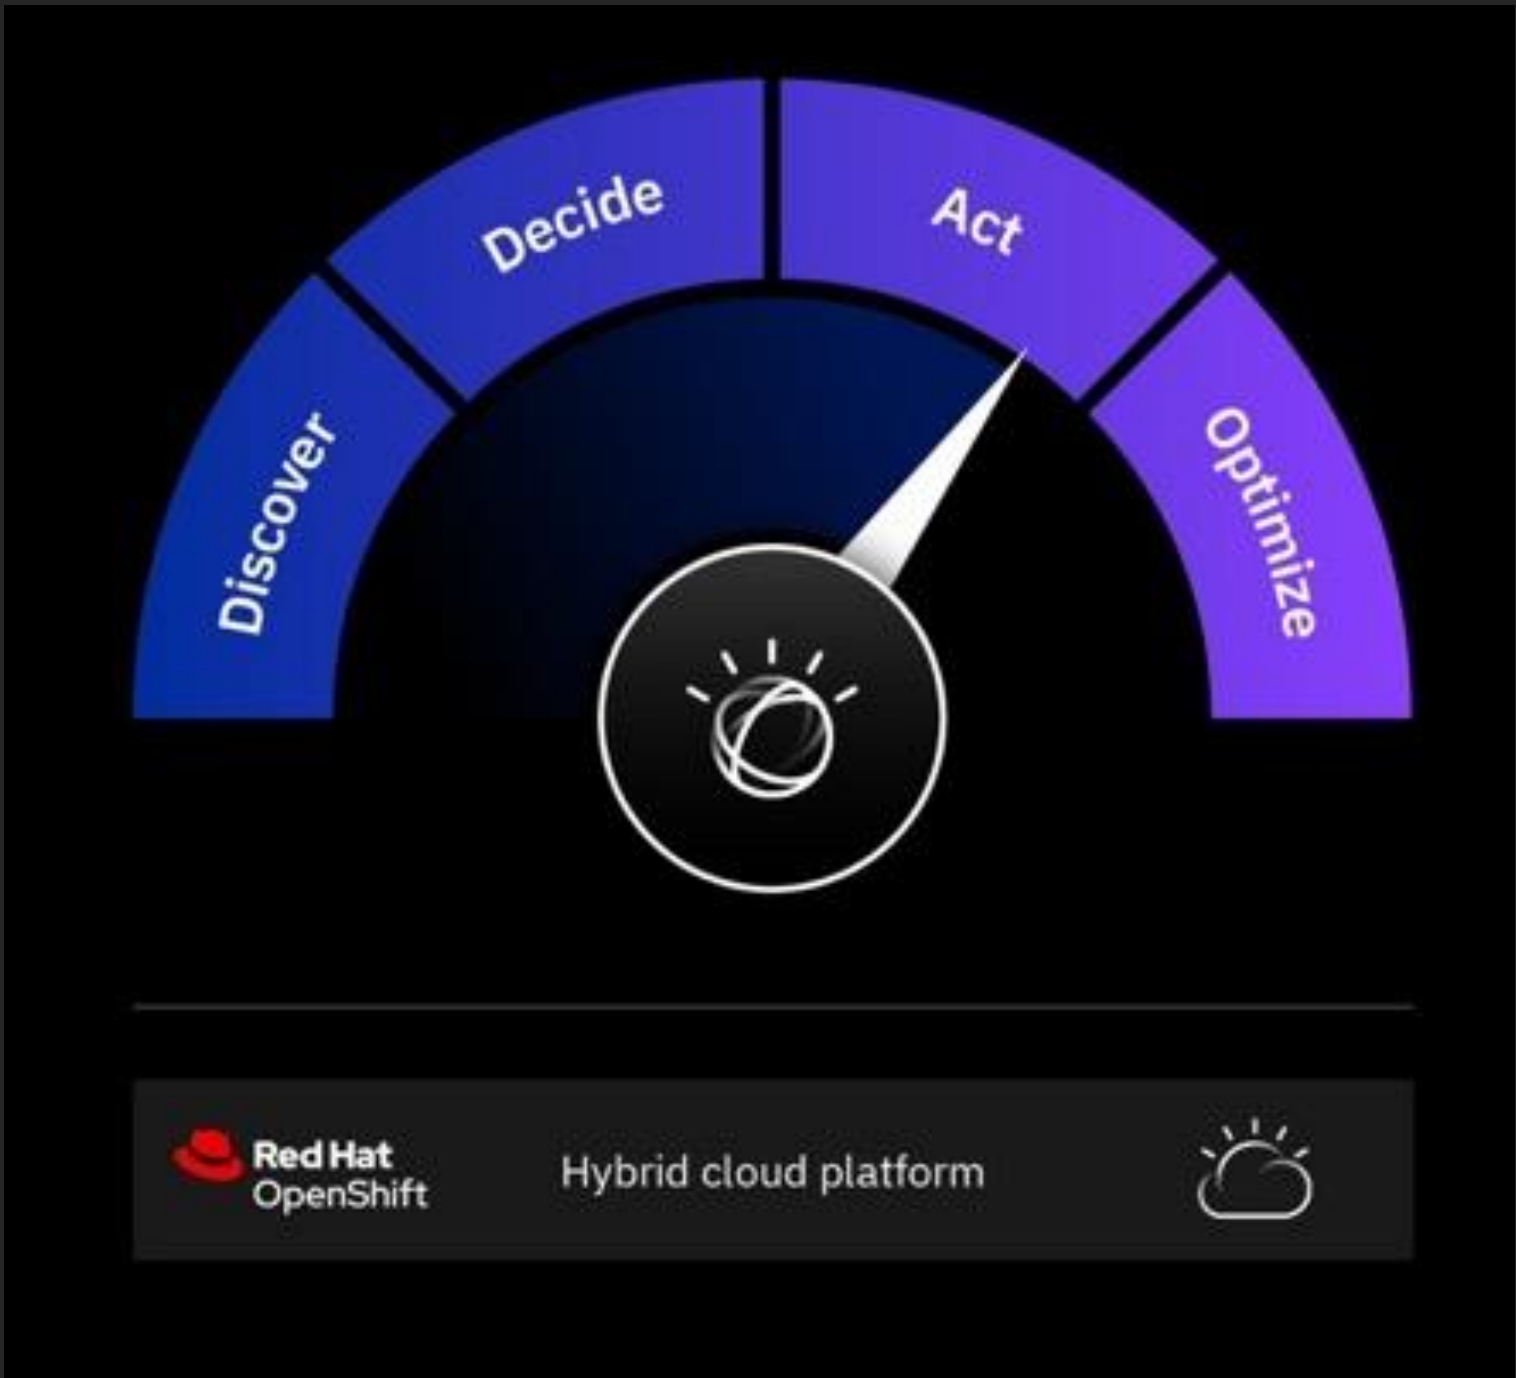 Discover
Decide
Act
Optimize
Red Hat
OpenShift
Hybrid cloud platform